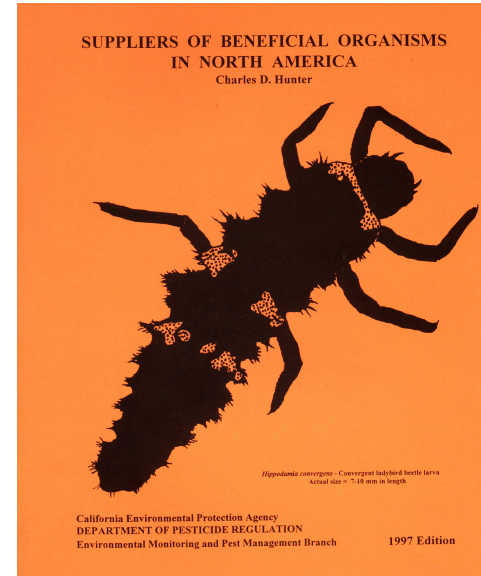 SUPPLIERS OF BENEFICIAL ORGANISMS
IN NORTH AMERICA
Charles D. Hunter
Hippodamia convergens - Convergent ladybird beetle larva
Actual size = 7-10 mm in length
California Environmental Protection Agency
DEPARTMENT OF PESTICIDE REGULATION
Environmental Monitoring and Pest Management Branch
1997 Edition